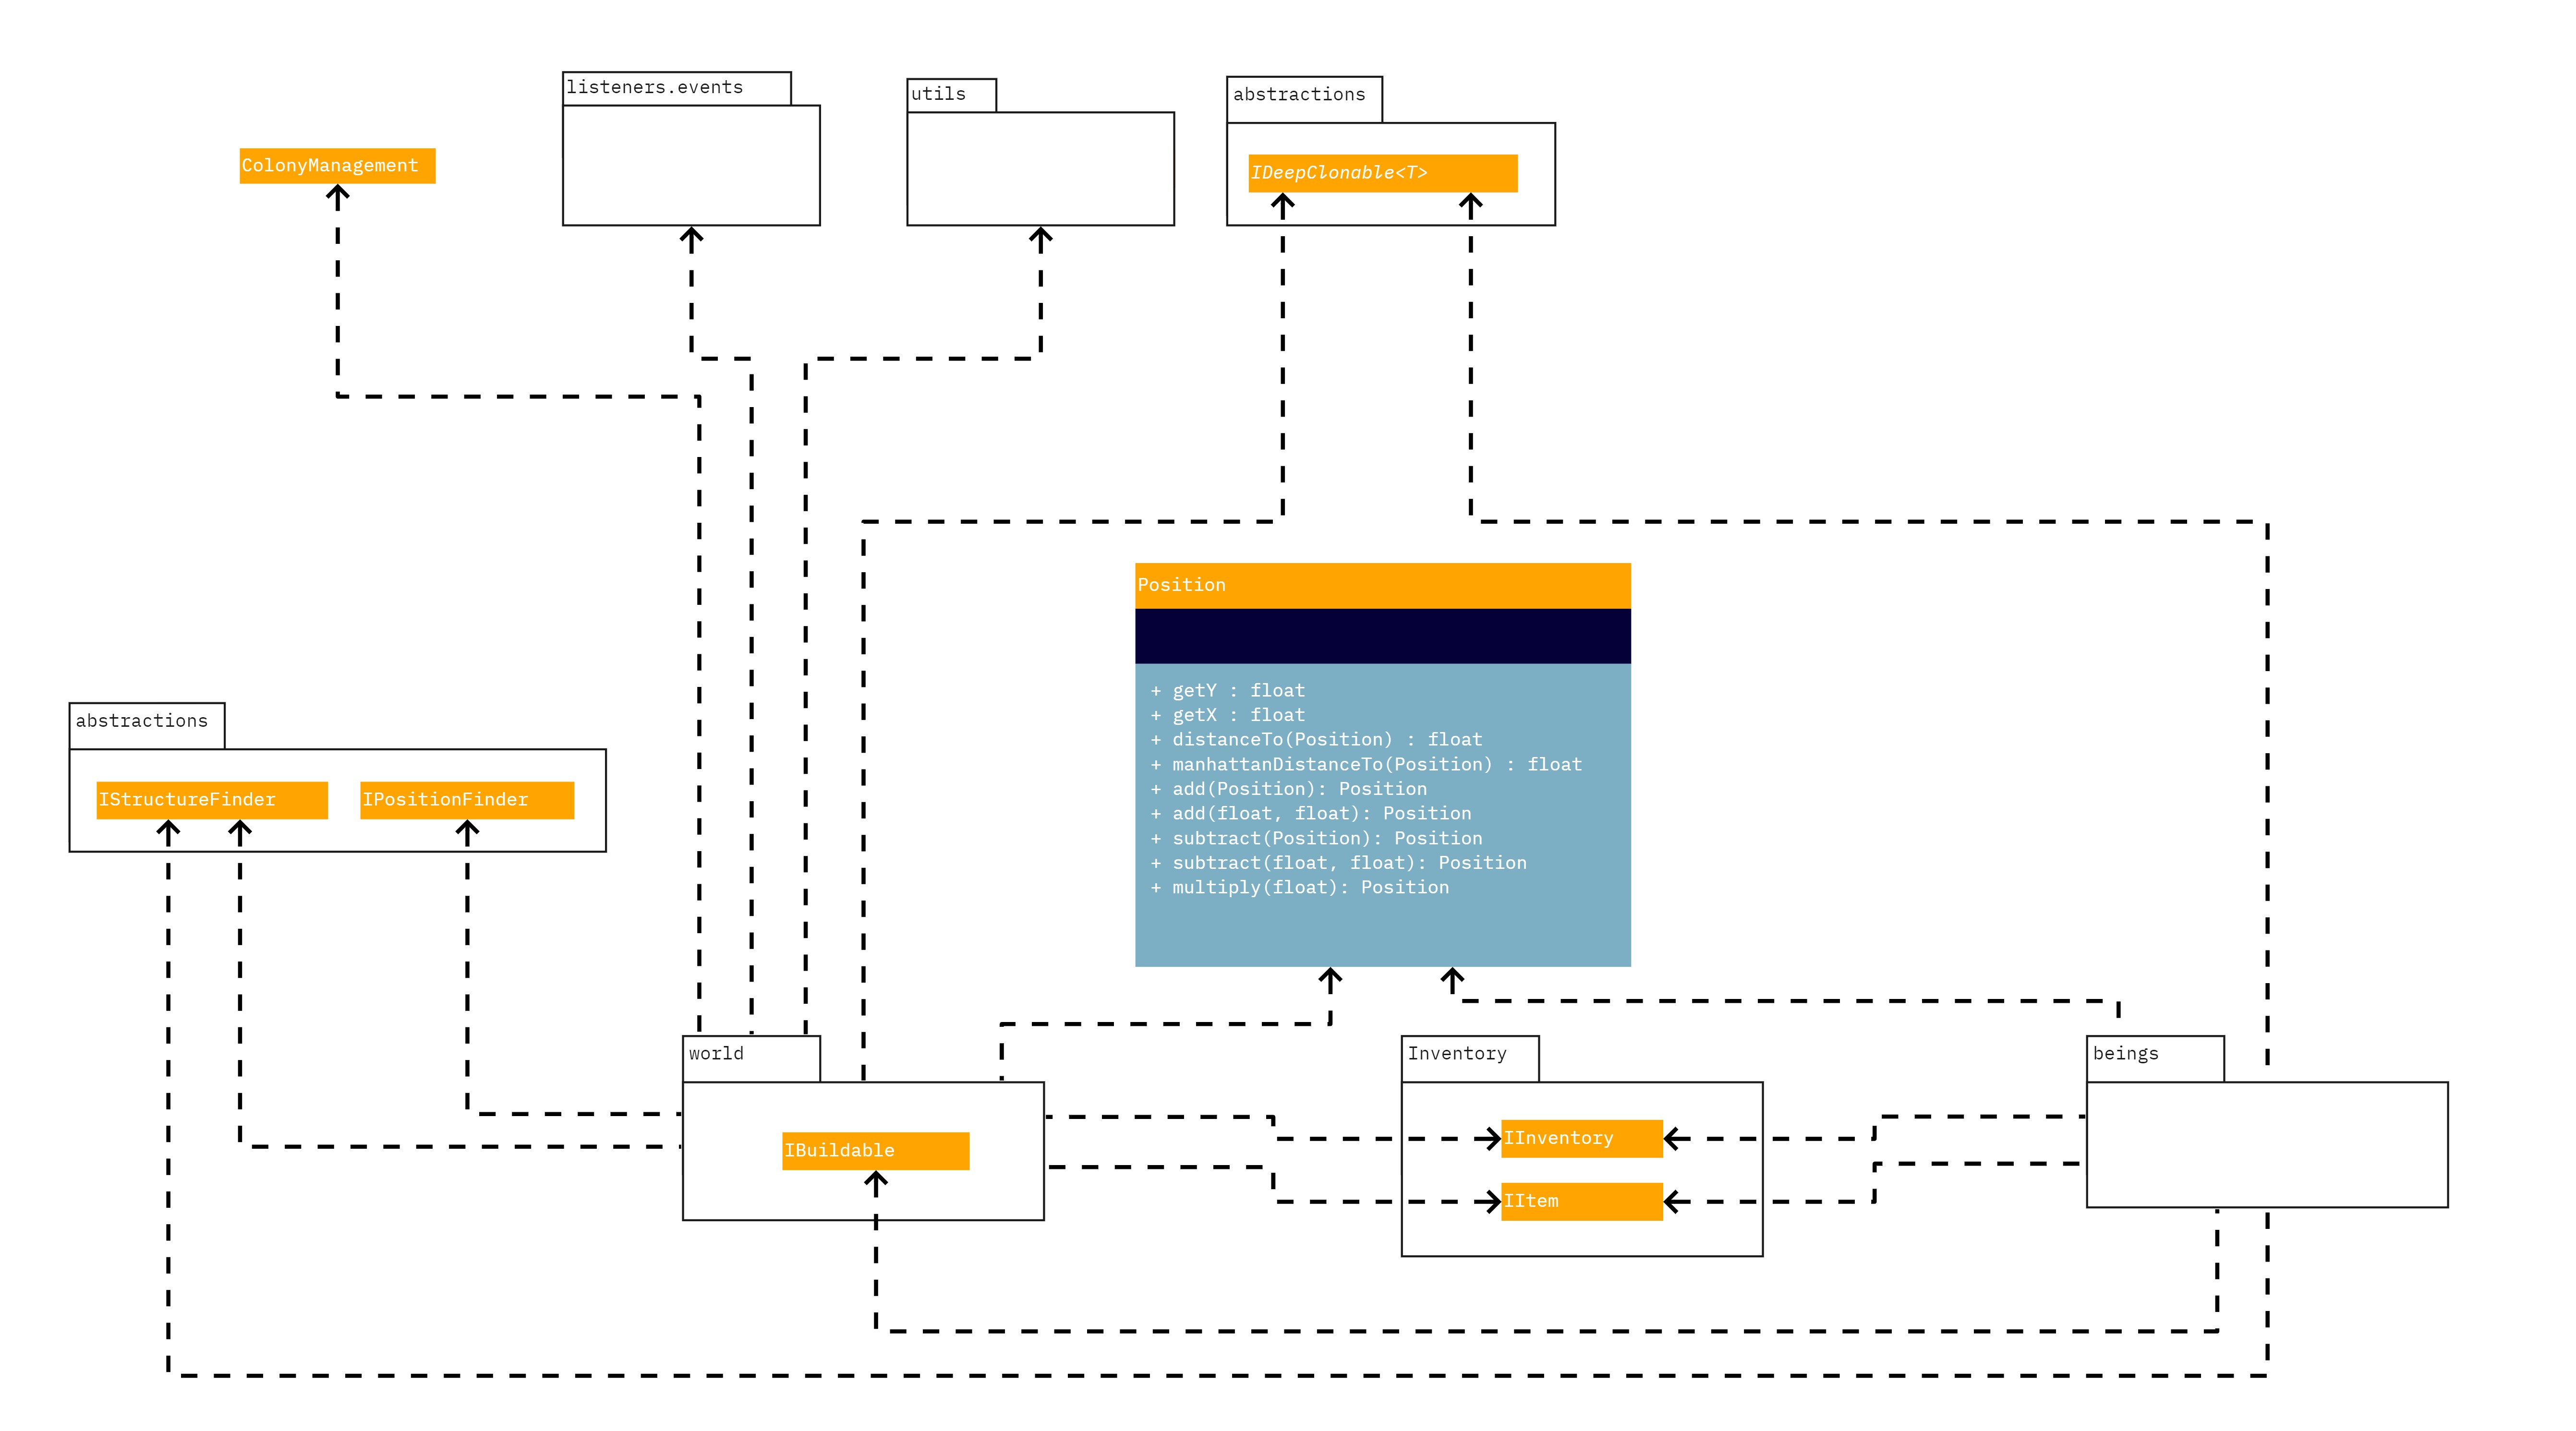 listeners.events
utils
abstractions
ColonyManagement
IDeepClonable<T>
Position
+ getY : float
+ getX : float
+ distanceTo(Position) : float
+ manhattanDistanceTo(Position) : float
+ add(Position): Position
+ add(float, float): Position
+ subtract(Position): Position
+ subtract(float, float): Position
+ multiply(float): Position
abstractions
IStructureFinder
IPositionFinder
world
IBuildable
Inventory
IInventory
IItem
beings